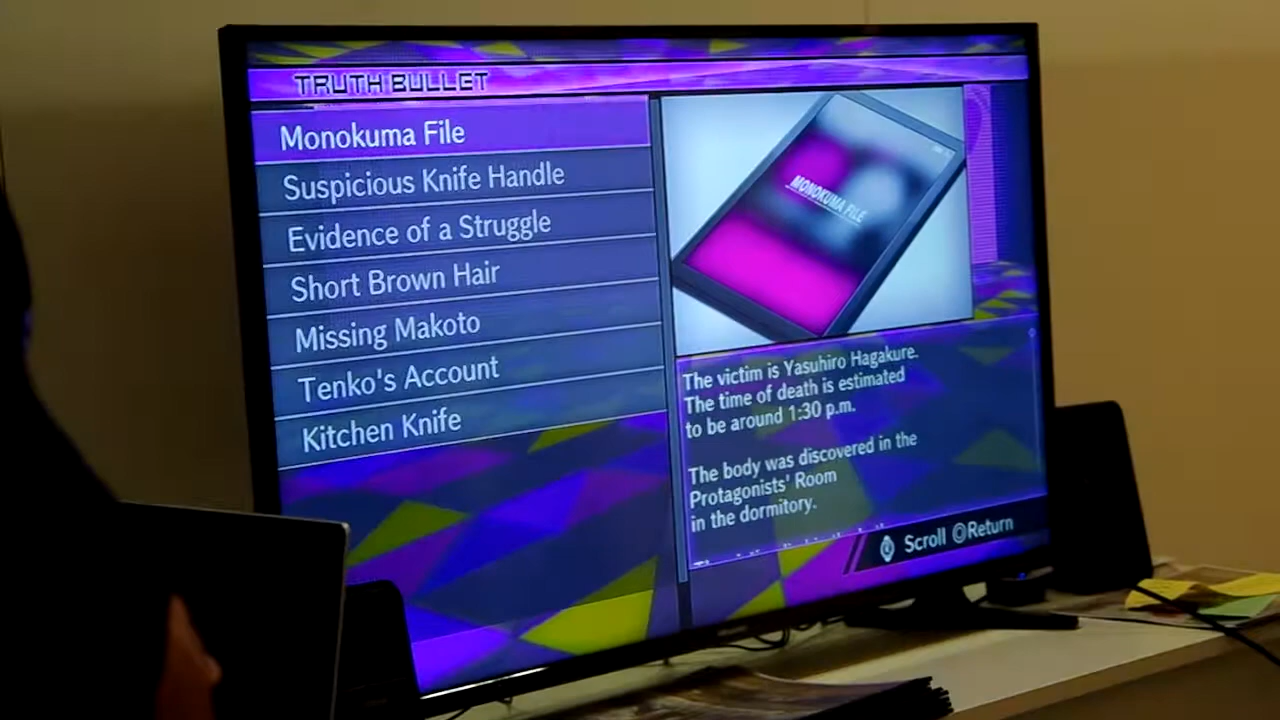 TRUTH BULLET
Monokuma File
Suspicious Knife Handle
Evidence of a Struggle
Short Brown Hair
Missing Makoto
Tenko's Account
Kitchen Knife
MONOKUMA FILE
The victim is Yasuhiro Hagakure.
The time of death is estimated
to be around 1:30 p.m.
The body was discovered in the
Protagonists' Room
in the dormitory.
Scroll Return